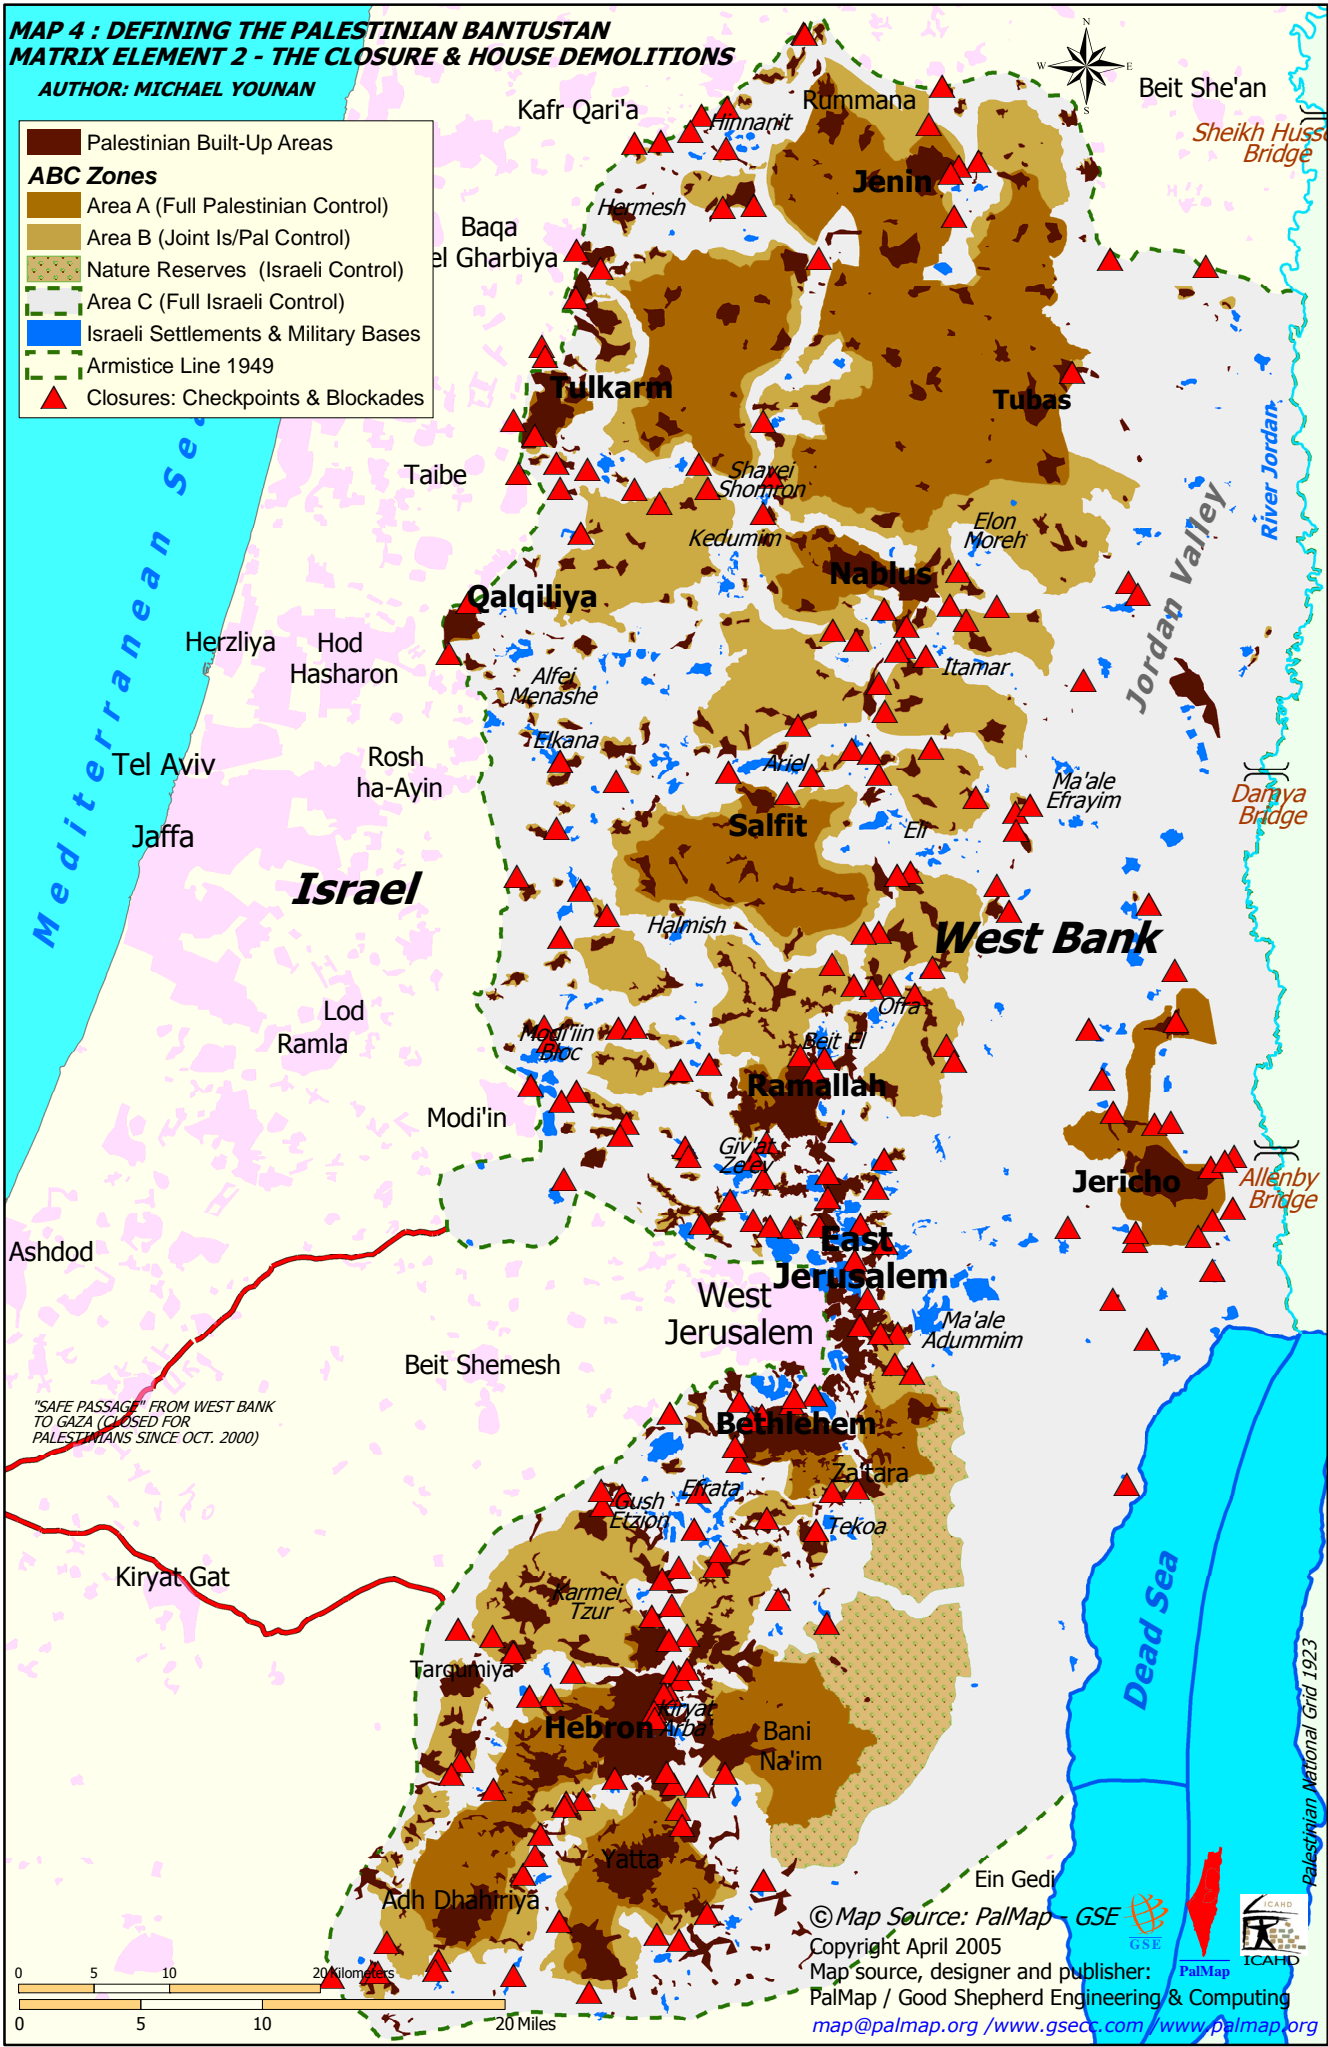 MAP 4 : DEFINING THE PALESTINIAN BANTUSTAN
MATRIX ELEMENT 2 - THE CLOSURE & HOUSE DEMOLITIONS
AUTHOR: MICHAEL YOUNAN
Palestinian Built-Up Areas
ABC Zones
Area A (Full Palestinian Control)
Area B (Joint Is/Pal Control)
Nature Reserves (Israeli Control)
Area C (Full Israeli Control)
Israeli Settlements & Military Bases
Armistice Line 1949
Closures: Checkpoints & Blockades
N
W
E
S
Beit She'an
Kafr Qari'a
Rummana
Hinnanit
Sheikh Husse
Bridge
Jenin
Hermesh
Baqa
el Gharbiya
Tulkarm
Tubas
River Jordan
Taibe
Shavei
Shomron
Kedumim
Elon
Moreh
Jordan Valley
Nablus
Qalqiliya
Herzliya
Hod
Hasharon
Alfei
Menashe
Itamar
Mediterranean Sea
Elkana
Tel Aviv
Rosh
ha-Ayin
Ariel
Ma'ale
Efrayim
Damya
Bridge
Jaffa
Salfit
Eli
Israel
Halmish
West Bank
Lod
Ramla
Ofra
Modi'iin
Bloc
Beit El
Ramallah
Modi'in
Giv'at
Ze'ev
Jericho
Allenby
Bridge
Ashdod
East
Jerusalem
West
Jerusalem
Ma'ale
Adummim
Beit Shemesh
"SAFE PASSAGE" FROM WEST BANK
TO GAZA (CLOSED FOR
PALESTINIANS SINCE OCT. 2000)
Bethlehem
Za'tara
Efrata
Gush
Etzion
Tekoa
Kiryat Gat
Karmei
Tzur
Dead Sea
Tarqumiya
Kiryat
Arba
Hebron
Bani
Na'im
Palestinian National Grid 1923
Yatta
Ein Gedi
Adh Dhahiriya
©Map Source: PalMap - GSE
Copyright April 2005
Map source, designer and publisher:
PalMap / Good Shepherd Engineering & Computing
map@palmap.org /www.gsecc.com /www.palmap.org
GSE
PalMap
ICAHD
ICAHD
0 5 10 20 Kilometers
0 5 10 20 Miles